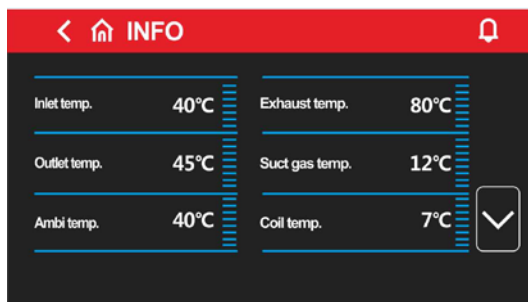 INFO
Inlet temp. 40℃ Exhaust temp. 80℃
Outlet temp. 45℃ Suct gas temp. 12℃
Ambi temp. 40℃ Coil temp. 7℃